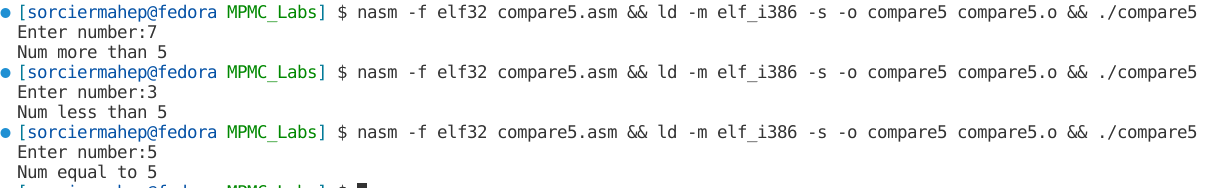 [sorciermahep@fedora MPMC_Labs] $ nasm -f elf32 compare5.asm && ld -m elf_i386 -s -o compare5 compare5.o && ./compare5
Enter number:7
Num more than 5
[sorciermahep@fedora MPMC_Labs] $ nasm -f elf32 compare5.asm && ld -m elf_i386 -s -o compare5 compare5.o && ./compare5
Enter number:3
Num less than 5
[sorciermahep@fedora MPMC_Labs] $ nasm -f elf32 compare5.asm && ld -m elf_i386 -s -o compare5 compare5.o && ./compare5
Enter number:5
Num equal to 5